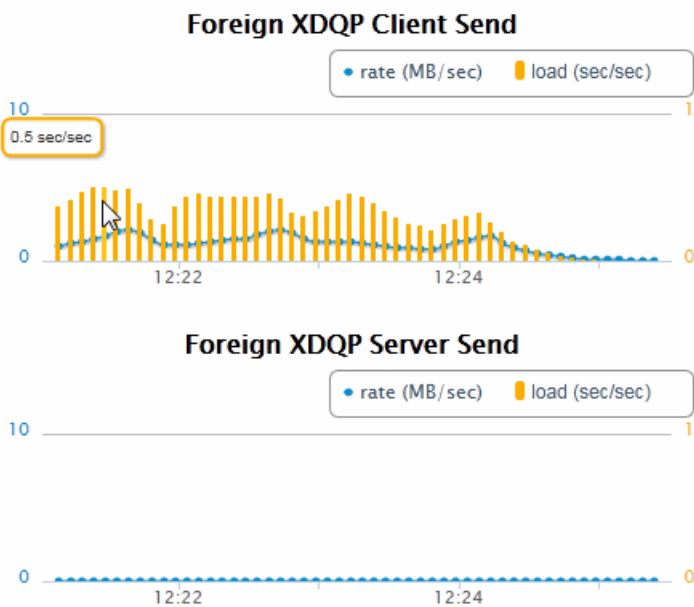 Foreign XDQP Client Send
rate (MB/sec) load (sec/sec)
10 1
0.5 sec/sec
0 0
12:22 12:24
Foreign XDQP Server Send
rate (MB/sec) load (sec/sec)
10 1
0 0
12:22 12:24